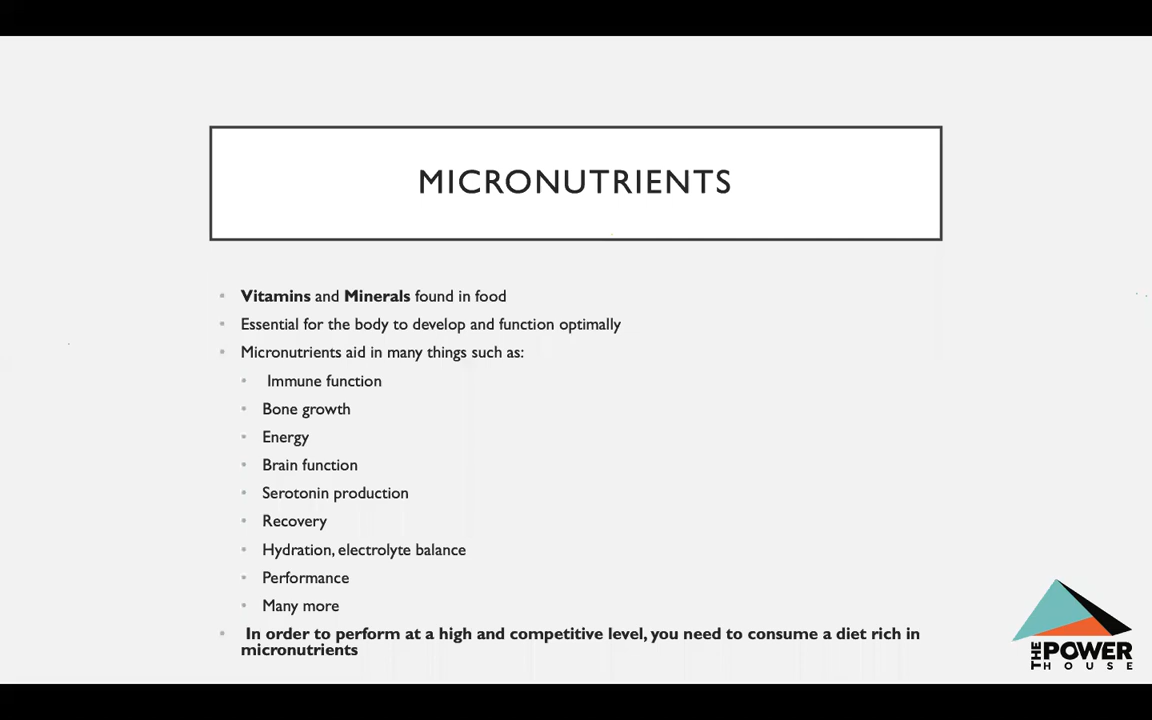 MICRONUTRIENTS
• Vitamins and Minerals found in food
• Essential for the body to develop and function optimally
• Micronutrients aid in many things such as:
• Immune function
• Bone growth
• Energy
• Brain function
• Serotonin production
• Recovery
• Hydration, electrolyte balance
• Performance
• Many more
• In order to perform at a high and competitive level, you need to consume a diet rich in
micronutrients
THE POWER
HOUSE